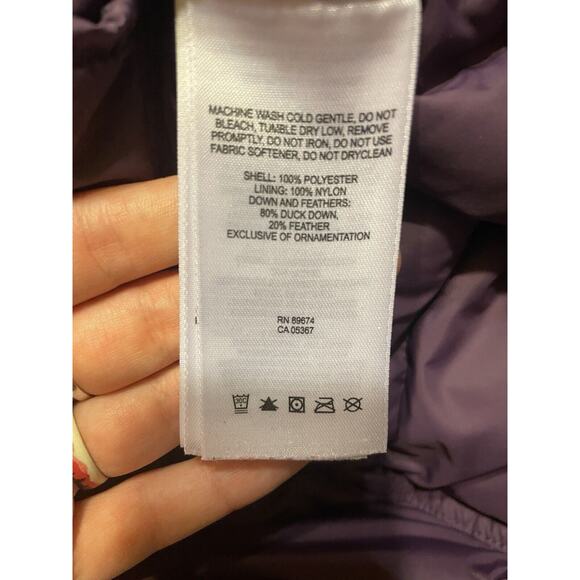 MACHINE WASH COLD GENTLE, DO NOT
BLEACH, TUMBLE DRY LOW, REMOVE
PROMPTLY, DO NOT IRON, DO NOT USE
FABRIC SOFTENER, DO NOT DRYCLEAN
SHELL: 100% POLYESTER
LINING: 100% NYLON
DOWN AND FEATHERS:
80% DUCK DOWN,
20% FEATHER
EXCLUSIVE OF ORNAMENTATION
RN 89674
CA 05367
30C